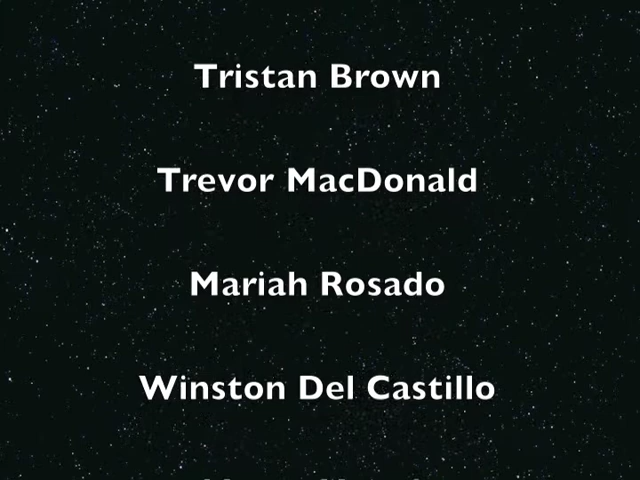 Tristan Brown
Trevor MacDonald
Mariah Rosado
Winston Del Castillo